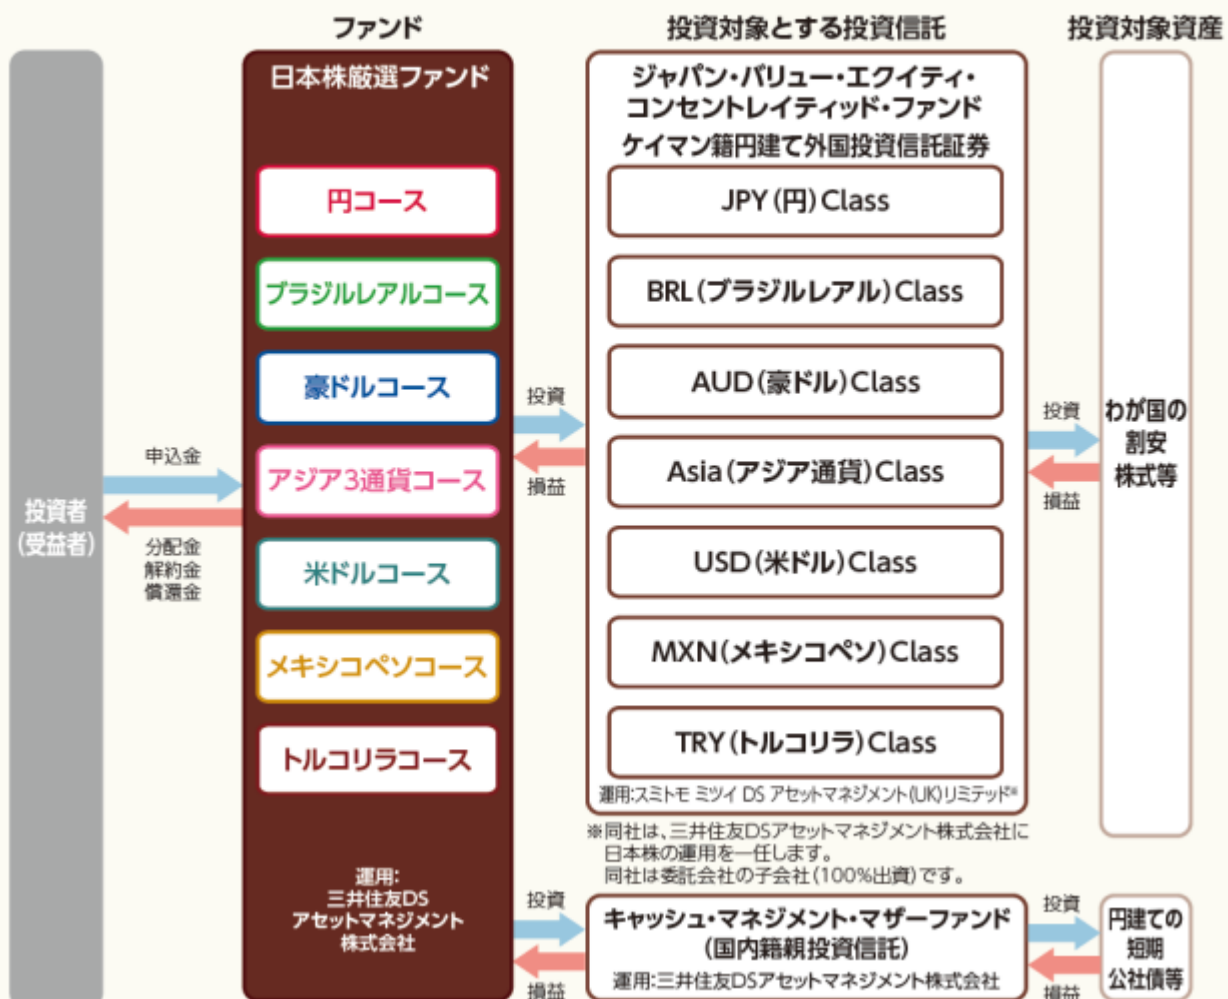 ファンド
投資対象とする投資信託
投資対象資産
投資者
(受益者)
申込金
分配金
解約金
償還金
日本株厳選ファンド
円コース
ブラジルレアルコース
豪ドルコース
アジア3通貨コース
米ドルコース
メキシコペソコース
トルコリラコース
運用:
三井住友DS
アセットマネジメント
株式会社
投資
損益
ジャパン・バリュー・エクイティ・
コンセントレイティッド・ファンド
ケイマン籍円建て外国投資信託証券
JPY(円)Class
BRL(ブラジルレアル)Class
AUD(豪ドル)Class
Asia(アジア通貨)Class
USD(米ドル)Class
MXN(メキシコペソ)Class
TRY(トルコリラ)Class
運用:スミトモ ミツイ DS アセットマネジメント(UK)リミテッド※
※同社は、三井住友DSアセットマネジメント株式会社に
日本株の運用を一任します。
同社は委託会社の子会社(100%出資)です。
投資
損益
わが国の
割安
株式等
投資
損益
キャッシュ・マネジメント・マザーファンド
(国内籍親投資信託)
運用:三井住友DSアセットマネジメント株式会社
投資
損益
円建ての
短期
公社債等